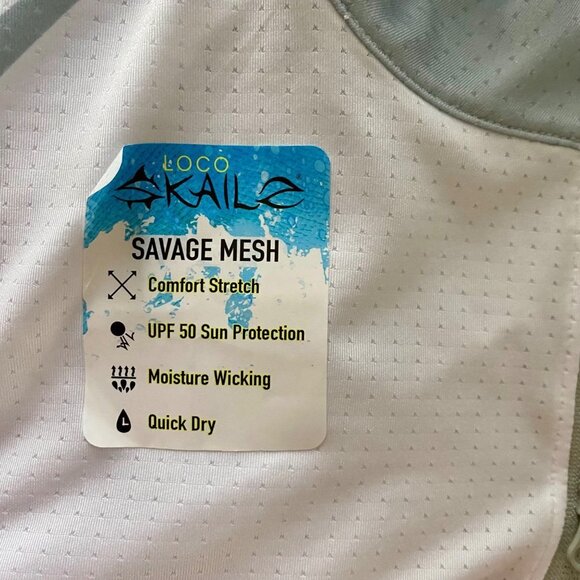 LOCO
SKAILZ
SAVAGE MESH
Comfort Stretch
UPF 50 Sun Protection
Moisture Wicking
Quick Dry